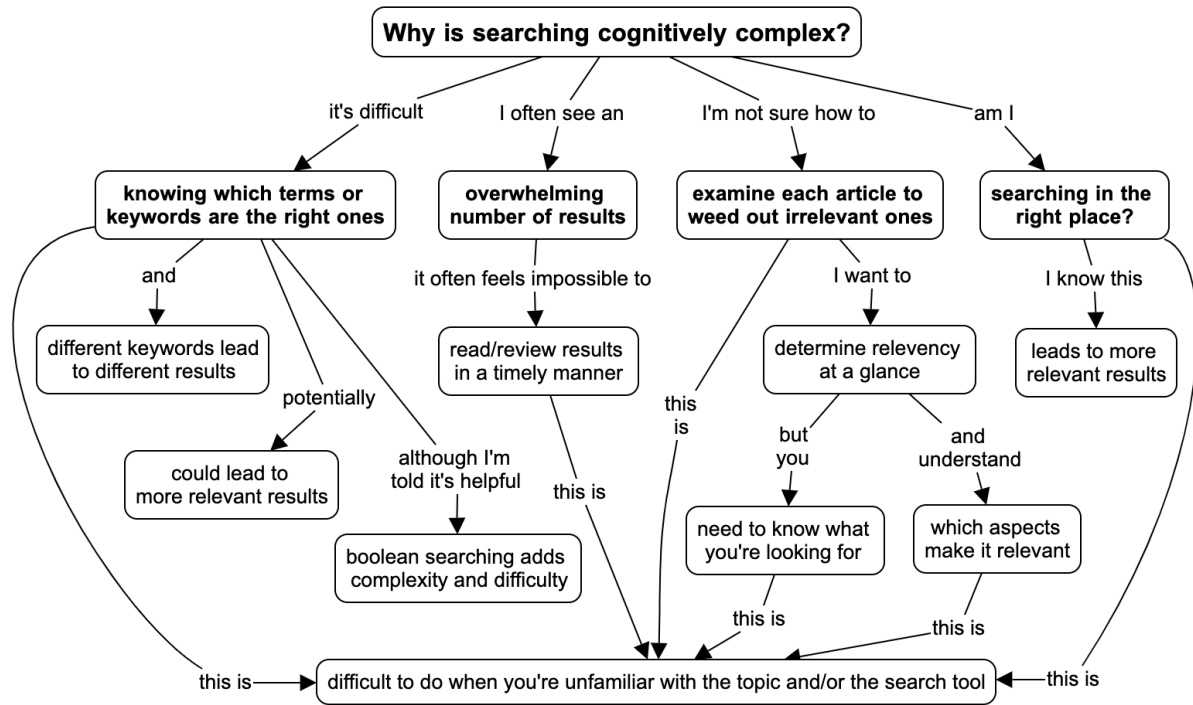 Why is searching cognitively complex?
it's difficult
I often see an
I'm not sure how to
am I
knowing which terms or
keywords are the right ones
overwhelming
number of results
examine each article to
weed out irrelevant ones
searching in the
right place?
and
it often feels impossible to
I want to
I know this
different keywords lead
to different results
read/review results
in a timely manner
determine relevency
at a glance
leads to more
relevant results
potentially
this
is
but
you
and
understand
could lead to
more relevant results
although I'm
told it's helpful
this is
need to know what
you're looking for
which aspects
make it relevant
boolean searching adds
complexity and difficulty
this is
this is
this is
difficult to do when you're unfamiliar with the topic and/or the search tool
this is